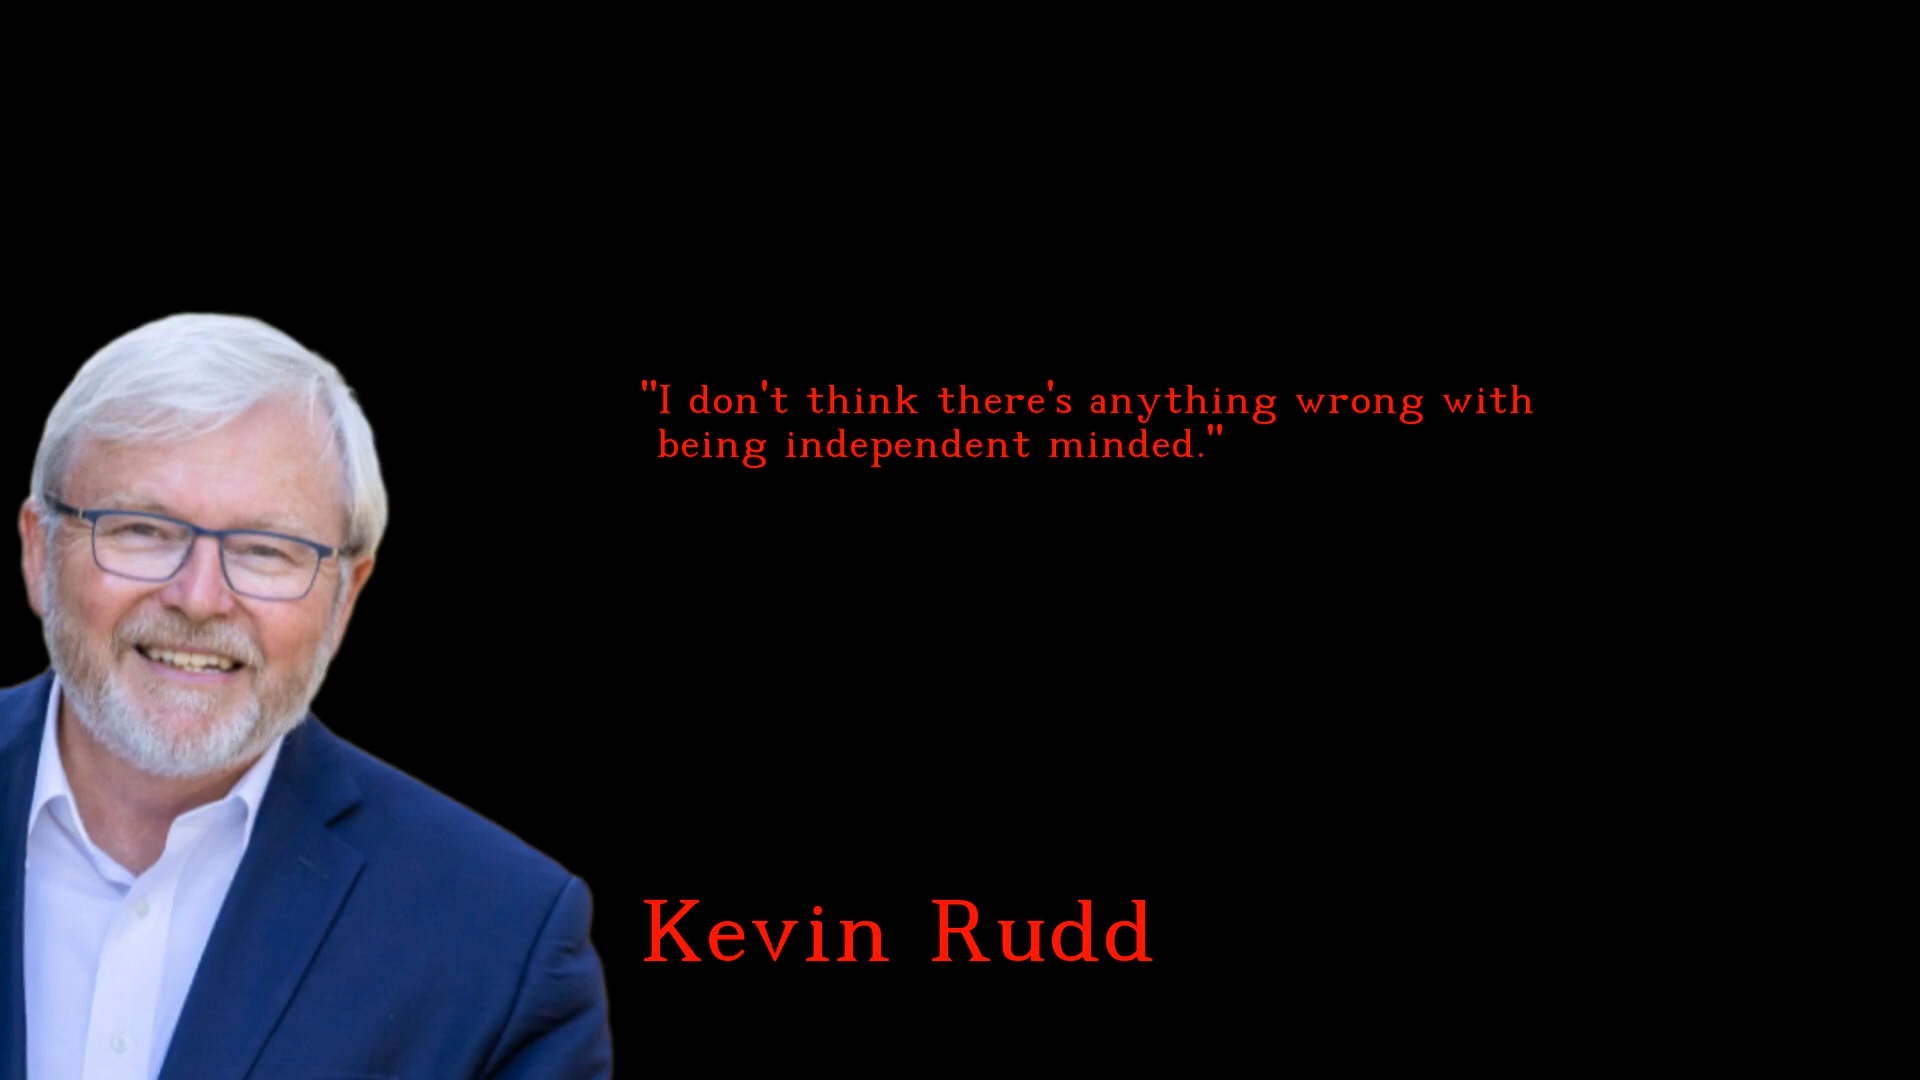 "I don't think there's anything wrong with
being independent minded."
Kevin Rudd